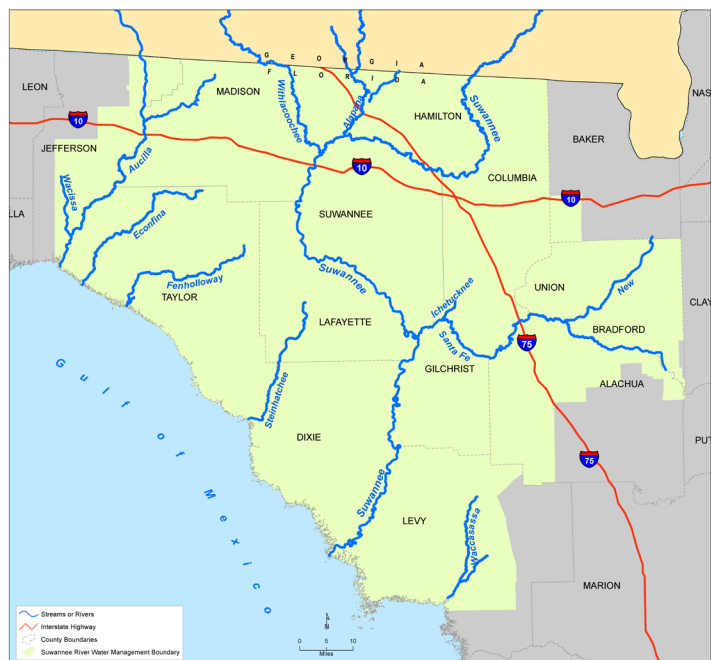 GEORGIA
FLORIDA
LEON
MADISON
HAMILTON
NAS
10
JEFFERSON
BAKER
Withlacoochee
Alapaha
Suwannee
Aucilla
10
COLUMBIA
10
Wacissa
LLA
SUWANNEE
Econfina
Suwannee
Fenholloway
TAYLOR
Ichetucknee
UNION
New
CLAY
LAFAYETTE
Santa Fe
75
BRADFORD
GILCHRIST
ALACHUA
Steinhatchee
DIXIE
PUT
75
Gulf of Mexico
Suwannee
LEVY
Waccasassa
MARION
Streams or Rivers
Interstate Highway
County Boundaries
Suwannee River Water Management Boundary
N
0 5 10
Miles